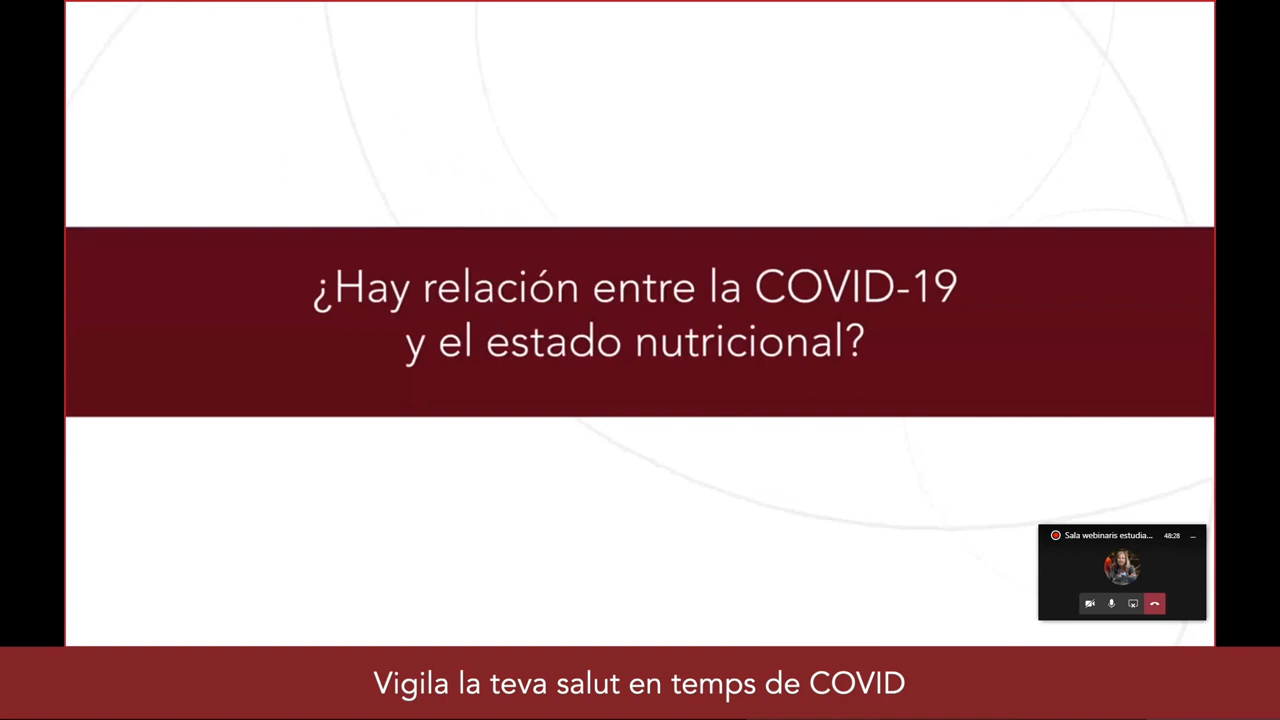 ¿Hay relación entre la COVID-19
y el estado nutricional?
Sala webinaris estudia... 48:28
Vigila la teva salut en temps de COVID